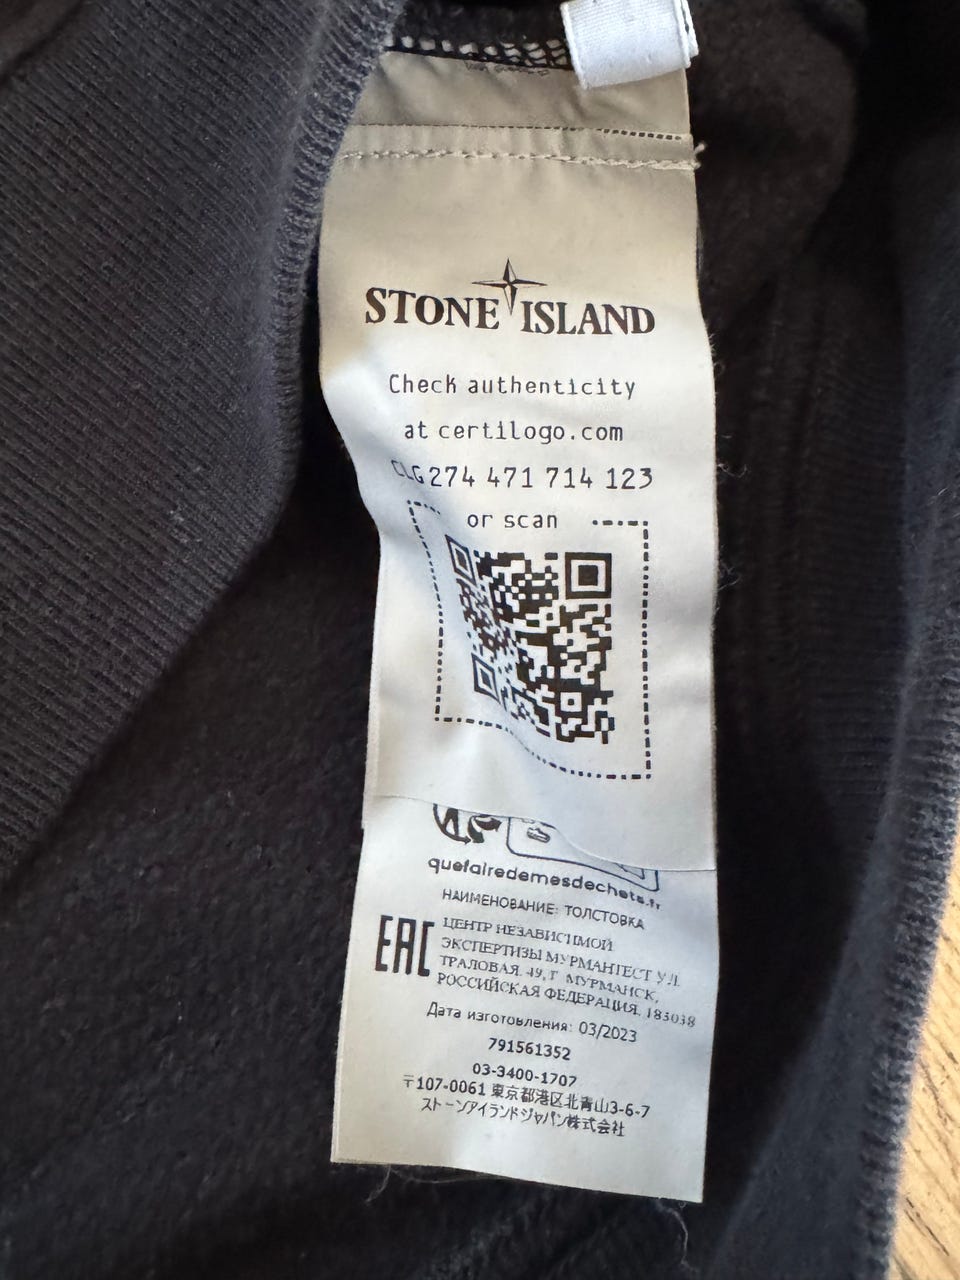 STONE ISLAND
Check authenticity
at certilogo.com
CLG 274 471 714 123
or scan
quefairedemesdechets.fr
НАИМЕНОВАНИЕ: ТОЛСТОВКА
EAC
ЦЕНТР НЕЗАВИСИМОЙ
ЭКСПЕРТИЗЫ МУРМАНТЕСТ УЛ.
ТРАЛОВАЯ, 49, Г. МУРМАНСК,
РОССИЙСКАЯ ФЕДЕРАЦИЯ, 183038
Дата изготовления: 03/2023
791561352
03-3400-1707
〒107-0061 東京都港区北青山3-6-7
ストーンアイランドジャパン株式会社